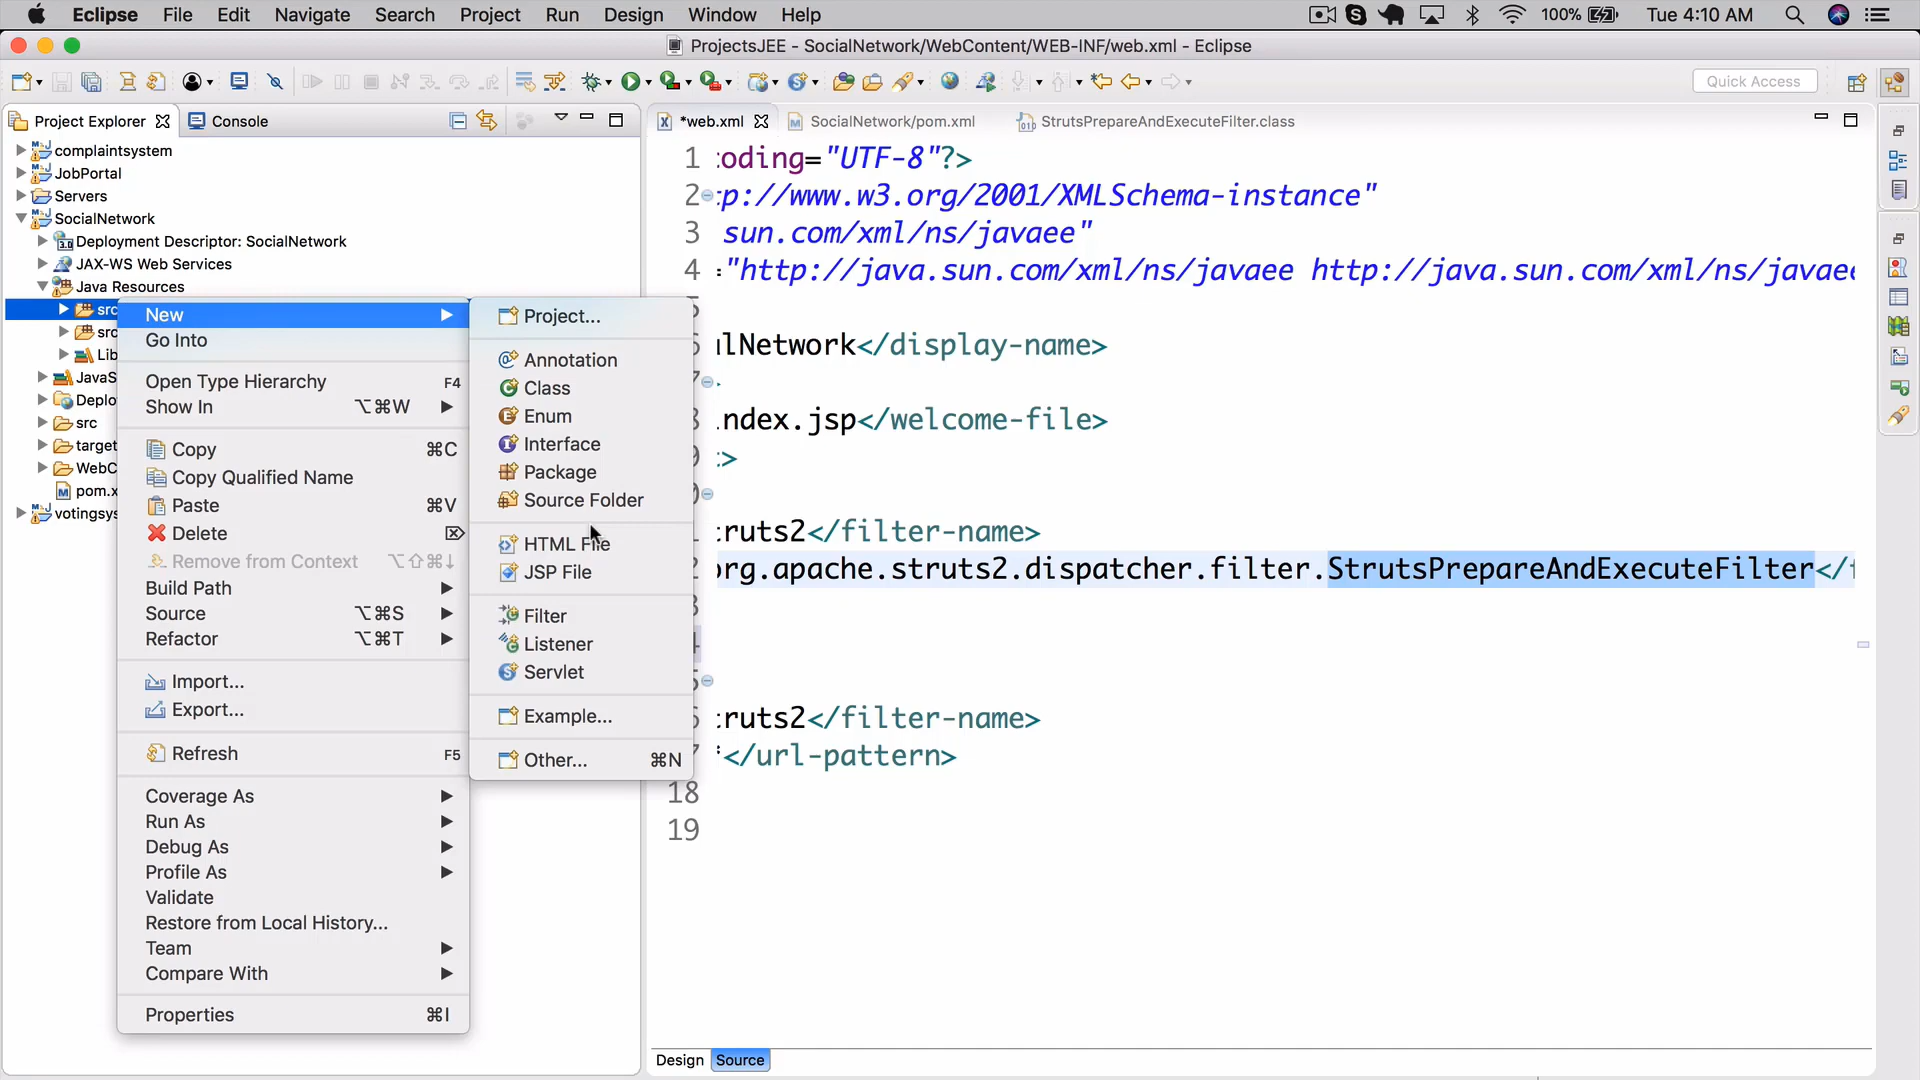 Eclipse File Edit Navigate Search Project Run Design Window Help 100% Tue 4:10 AM
ProjectsJEE - SocialNetwork/WebContent/WEB-INF/web.xml - Eclipse
Quick Access
Project Explorer Console
*web.xml SocialNetwork/pom.xml StrutsPrepareAndExecuteFilter.class
complaintsystem
JobPortal
Servers
SocialNetwork
Deployment Descriptor: SocialNetwork
JAX-WS Web Services
Java Resources
src
src
Lib
JavaS
Deplo
src
target
WebC
pom.x
votingsys
New
Go Into
Open Type Hierarchy F4
Show In ⌥⌘W
Copy ⌘C
Copy Qualified Name
Paste ⌘V
Delete ⌦
Remove from Context ⌥⇧⌘↓
Build Path
Source ⌥⌘S
Refactor ⌥⌘T
Import...
Export...
Refresh F5
Coverage As
Run As
Debug As
Profile As
Validate
Restore from Local History...
Team
Compare With
Properties ⌘I
Project...
Annotation
Class
Enum
Interface
Package
Source Folder
HTML File
JSP File
Filter
Listener
Servlet
Example...
Other... ⌘N
1 oding="UTF-8"?>
2 p://www.w3.org/2001/XMLSchema-instance"
3 sun.com/xml/ns/javaee"
4 ="http://java.sun.com/xml/ns/javaee http://java.sun.com/xml/ns/javaee
lNetwork</display-name>
ndex.jsp</welcome-file>
>
ruts2</filter-name>
org.apache.struts2.dispatcher.filter.StrutsPrepareAndExecuteFilter</f
ruts2</filter-name>
*</url-pattern>
18
19
Design Source